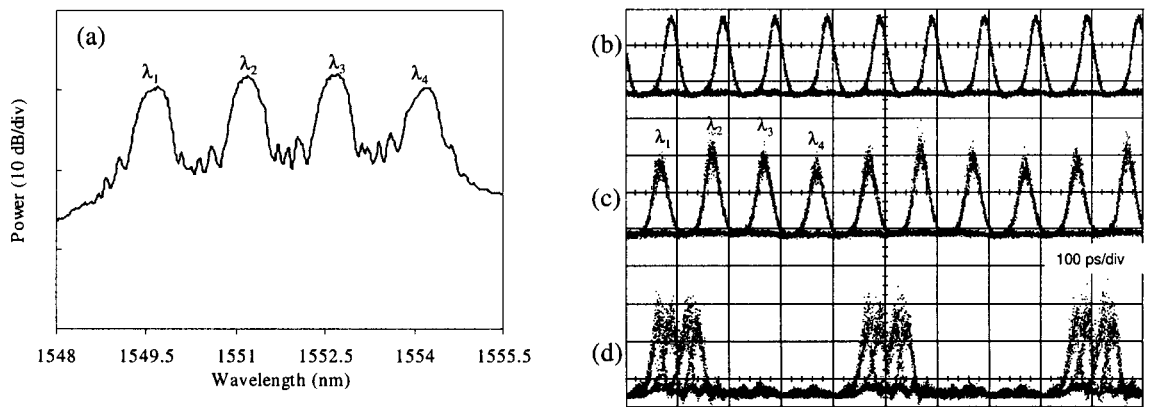 (a)
λ1
λ2
λ3
λ4
Power (10 dB/div)
1548 1549.5 1551 1552.5 1554 1555.5
Wavelength (nm)
(b)
λ1
λ2
λ3
λ4
(c)
100 ps/div
(d)